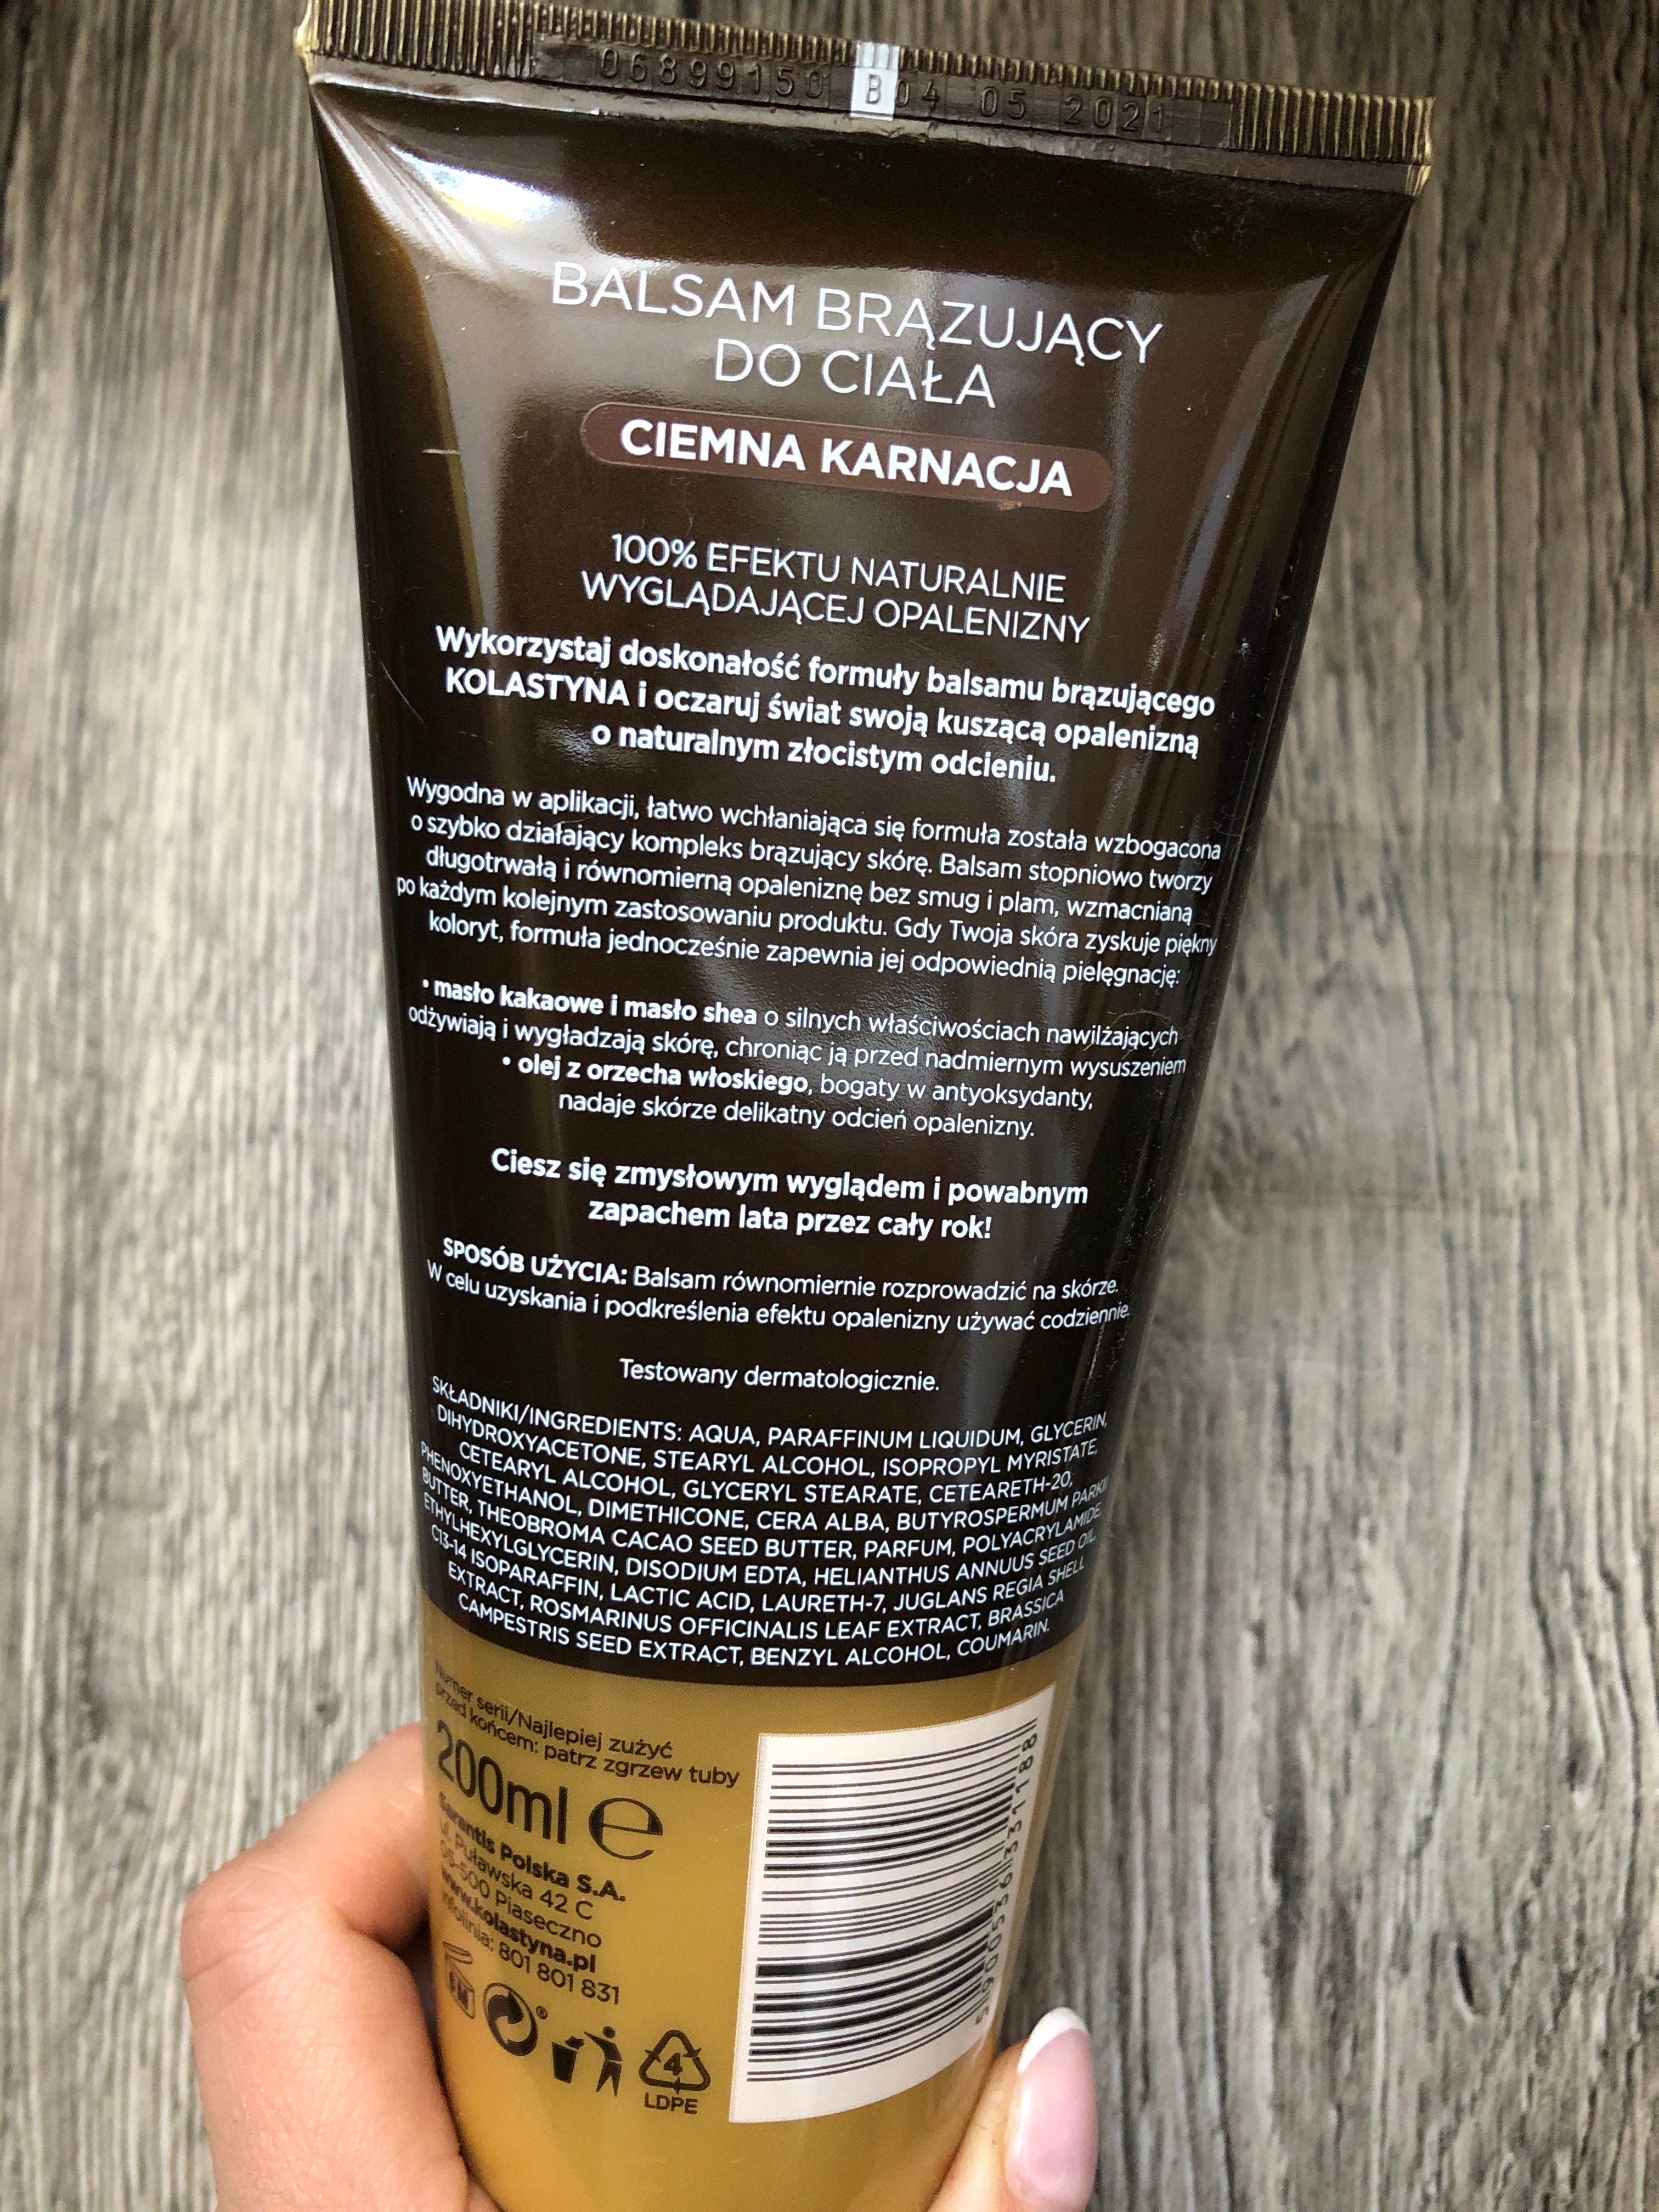 06899150 B04 05 2021
BALSAM BRĄZUJĄCY
DO CIAŁA
CIEMNA KARNACJA
100% EFEKTU NATURALNIE
WYGLĄDAJĄCEJ OPALENIZNY
Wykorzystaj doskonałość formuły balsamu brązującego
KOLASTYNA i oczaruj świat swoją kuszącą opalenizną
o naturalnym złocistym odcieniu.
Wygodna w aplikacji, łatwo wchłaniająca się formuła została wzbogacona
o szybko działający kompleks brązujący skórę. Balsam stopniowo tworzy
długotrwałą i równomierną opaleniznę bez smug i plam, wzmacnianą
po każdym kolejnym zastosowaniu produktu. Gdy Twoja skóra zyskuje piękny
koloryt, formuła jednocześnie zapewnia jej odpowiednią pielęgnację:
• masło kakaowe i masło shea o silnych właściwościach nawilżających
odżywiają i wygładzają skórę, chroniąc ją przed nadmiernym wysuszeniem
• olej z orzecha włoskiego, bogaty w antyoksydanty,
nadaje skórze delikatny odcień opalenizny.
Ciesz się zmysłowym wyglądem i powabnym
zapachem lata przez cały rok!
SPOSÓB UŻYCIA: Balsam równomiernie rozprowadzić na skórze.
W celu uzyskania i podkreślenia efektu opalenizny używać codziennie.
Testowany dermatologicznie.
SKŁADNIKI/INGREDIENTS: AQUA, PARAFFINUM LIQUIDUM, GLYCERIN,
DIHYDROXYACETONE, STEARYL ALCOHOL, ISOPROPYL MYRISTATE,
CETEARYL ALCOHOL, GLYCERYL STEARATE, CETEARETH-20,
PHENOXYETHANOL, DIMETHICONE, CERA ALBA, BUTYROSPERMUM PARKII
BUTTER, THEOBROMA CACAO SEED BUTTER, PARFUM, POLYACRYLAMIDE,
ETHYLHEXYLGLYCERIN, DISODIUM EDTA, HELIANTHUS ANNUUS SEED OIL,
C13-14 ISOPARAFFIN, LACTIC ACID, LAURETH-7, JUGLANS REGIA SHELL
EXTRACT, ROSMARINUS OFFICINALIS LEAF EXTRACT, BRASSICA
CAMPESTRIS SEED EXTRACT, BENZYL ALCOHOL, COUMARIN.
Numer serii/Najlepiej zużyć
przed końcem: patrz zgrzew tuby
200ml e
Sarantis Polska S.A.
ul. Puławska 42 C
05-500 Piaseczno
www.kolastyna.pl
infolinia: 801 801 831
6M
4
LDPE
5900536331188